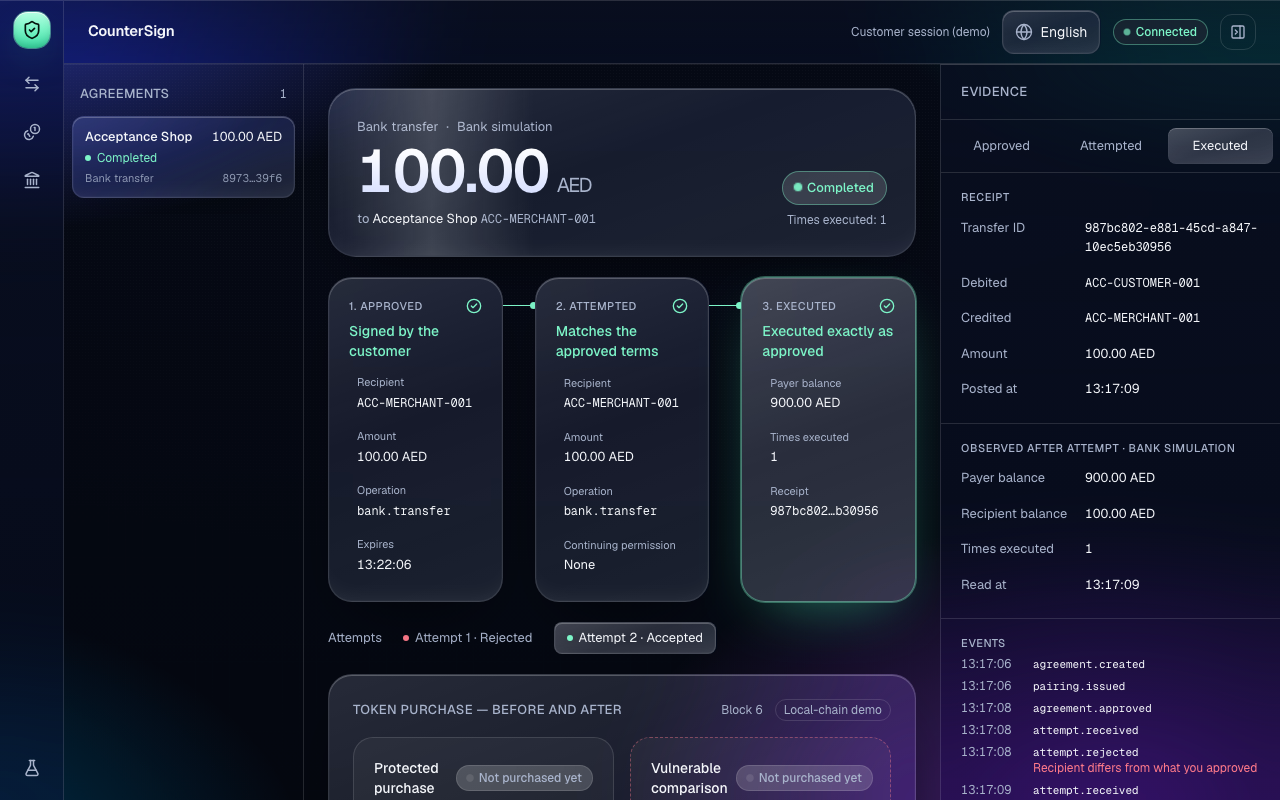 CounterSign
Customer session (demo)
English
Connected
AGREEMENTS 1
Acceptance Shop 100.00 AED
Completed
Bank transfer 8973…39f6
Bank transfer · Bank simulation
100.00 AED
to Acceptance Shop ACC-MERCHANT-001
Completed
Times executed: 1
1. APPROVED
Signed by the
customer
Recipient
ACC-MERCHANT-001
Amount
100.00 AED
Operation
bank.transfer
Expires
13:22:06
2. ATTEMPTED
Matches the
approved terms
Recipient
ACC-MERCHANT-001
Amount
100.00 AED
Operation
bank.transfer
Continuing permission
None
3. EXECUTED
Executed exactly as
approved
Payer balance
900.00 AED
Times executed
1
Receipt
987bc802…b30956
Attempts
Attempt 1 · Rejected
Attempt 2 · Accepted
TOKEN PURCHASE — BEFORE AND AFTER
Block 6
Local-chain demo
Protected
purchase
Not purchased yet
Vulnerable
comparison
Not purchased yet
EVIDENCE
Approved
Attempted
Executed
RECEIPT
Transfer ID 987bc802-e881-45cd-a847-
10ec5eb30956
Debited ACC-CUSTOMER-001
Credited ACC-MERCHANT-001
Amount 100.00 AED
Posted at 13:17:09
OBSERVED AFTER ATTEMPT · BANK SIMULATION
Payer balance 900.00 AED
Recipient balance 100.00 AED
Times executed 1
Read at 13:17:09
EVENTS
13:17:06 agreement.created
13:17:06 pairing.issued
13:17:08 agreement.approved
13:17:08 attempt.received
13:17:08 attempt.rejected
Recipient differs from what you approved
13:17:09 attempt.received